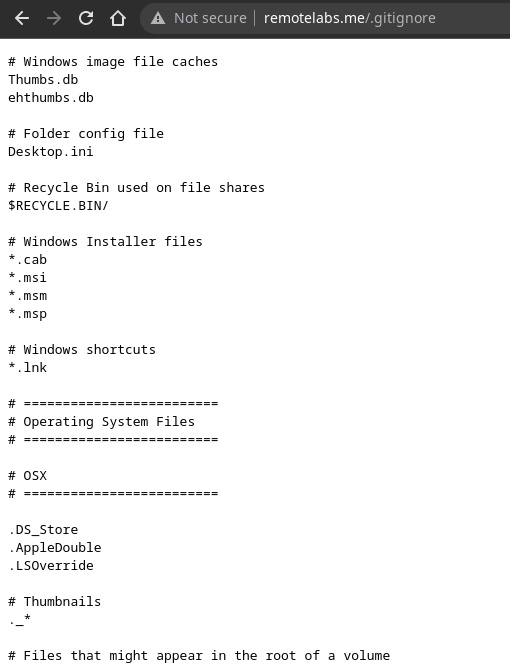 Not secure | remotelabs.me/.gitignore
# Windows image file caches
Thumbs.db
ehthumbs.db
# Folder config file
Desktop.ini
# Recycle Bin used on file shares
$RECYCLE.BIN/
# Windows Installer files
*.cab
*.msi
*.msm
*.msp
# Windows shortcuts
*.lnk
# =========================
# Operating System Files
# =========================
# OSX
# =========================
.DS_Store
.AppleDouble
.LSOverride
# Thumbnails
._*
# Files that might appear in the root of a volume